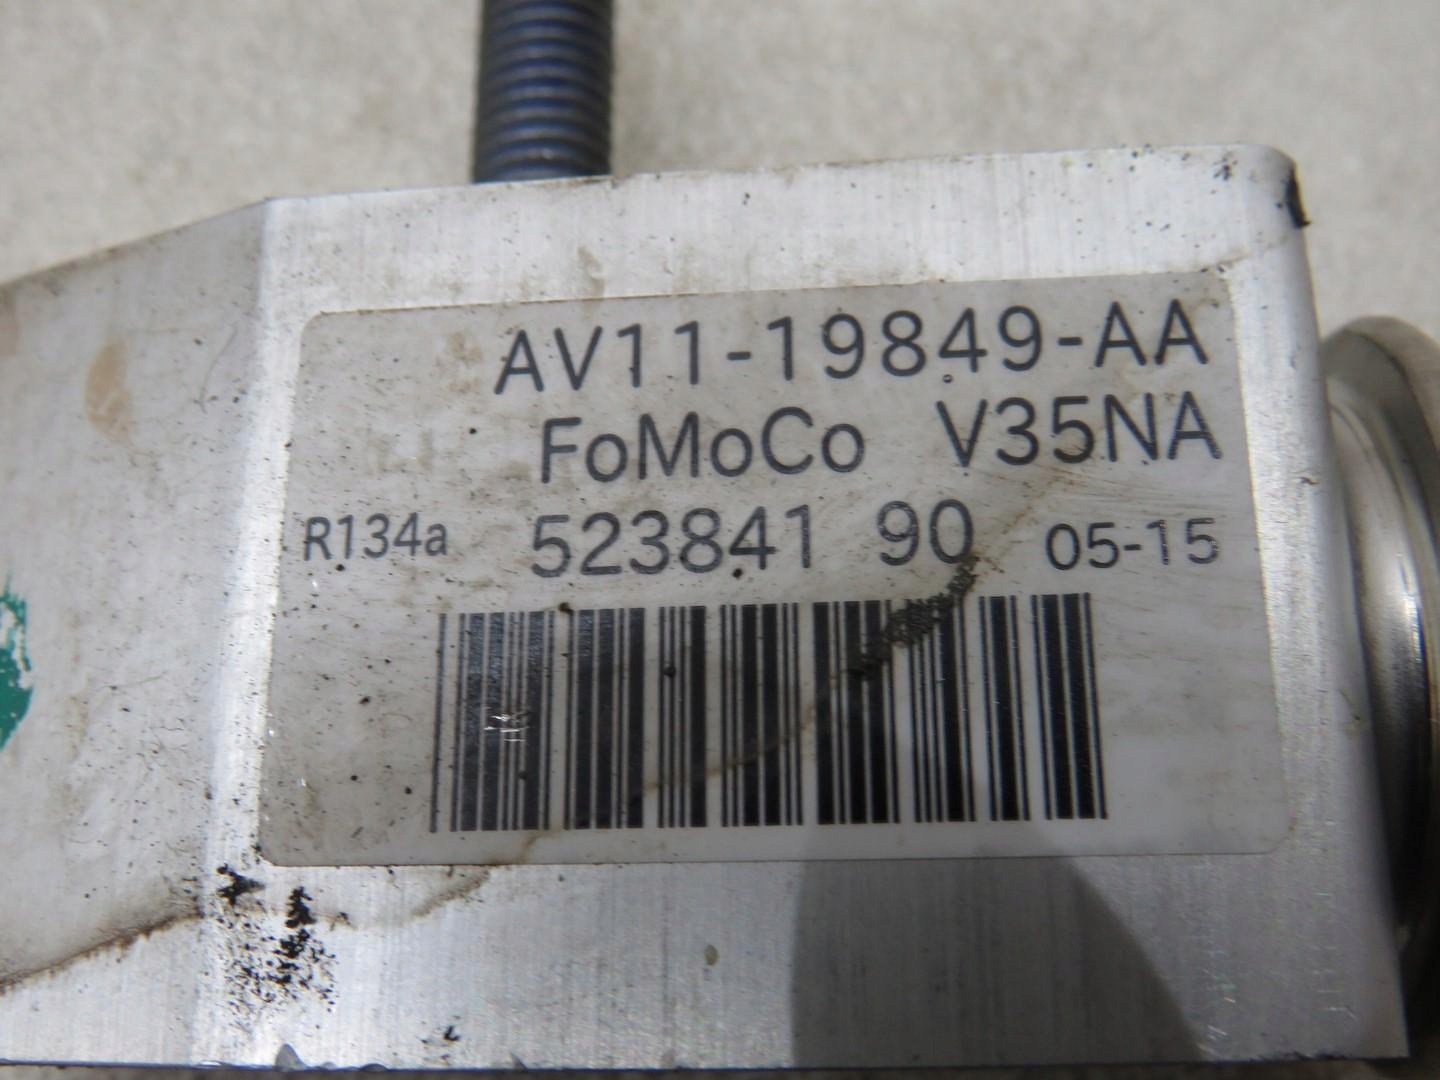 AV11-19849-AA
FoMoCo V35NA
R134a 523841 90 05-15